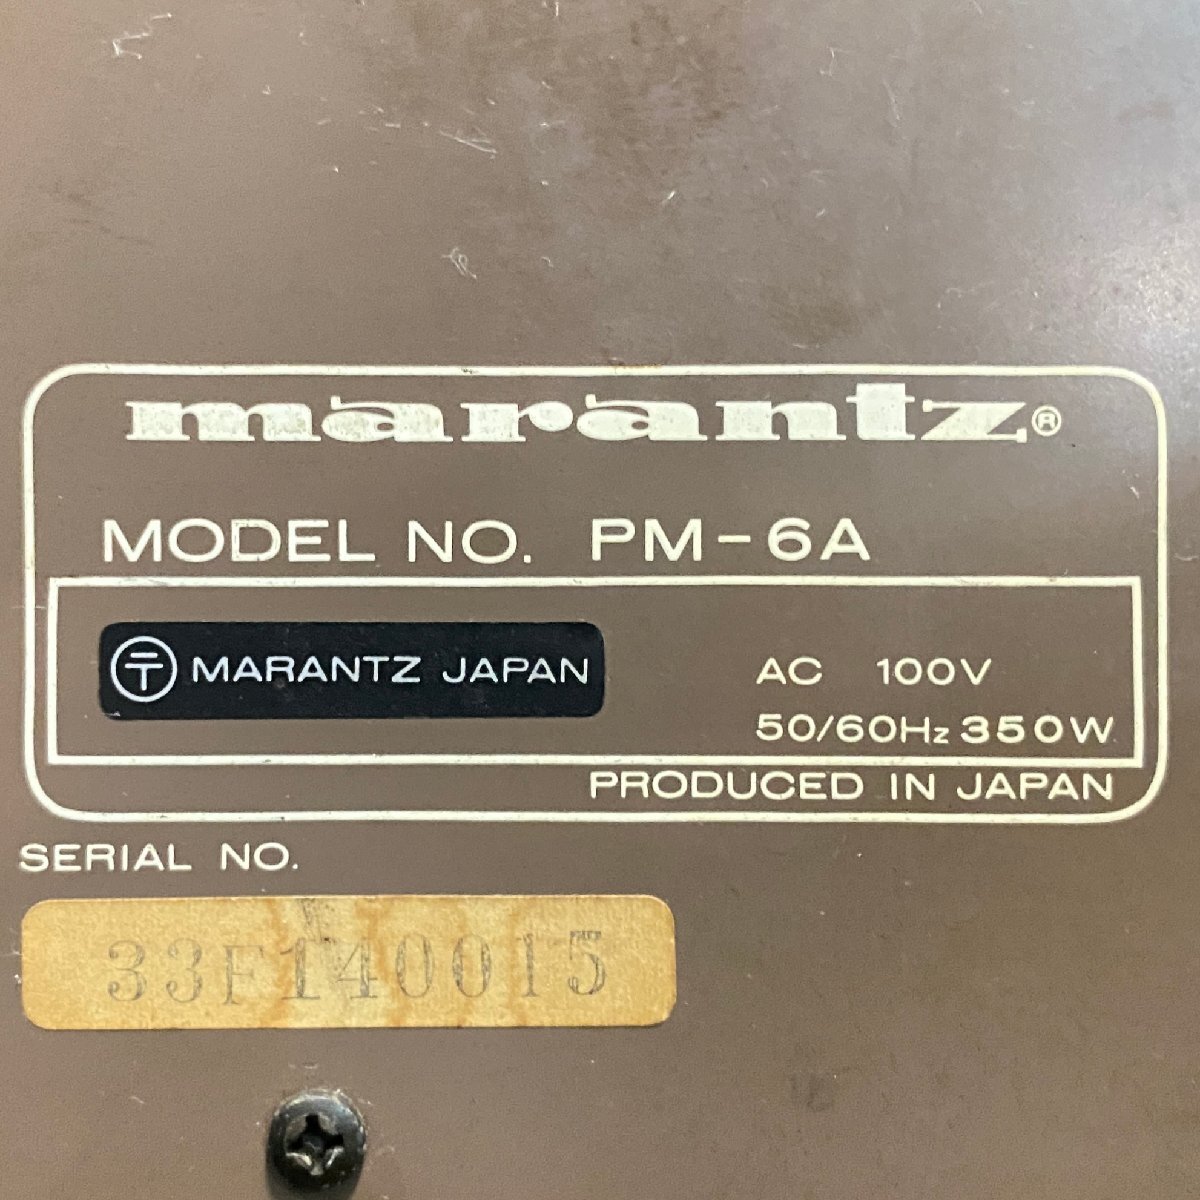 marantz®
MODEL NO. PM-6A
〒 MARANTZ JAPAN
AC 100V
50/60Hz 350W
PRODUCED IN JAPAN
SERIAL NO.
33F140015